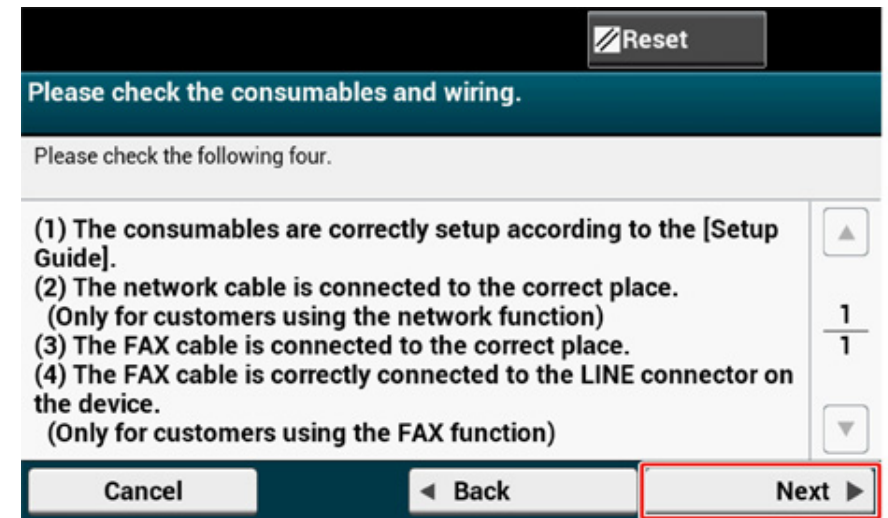 Reset
Please check the consumables and wiring.
Please check the following four.
(1) The consumables are correctly setup according to the [Setup
Guide].
(2) The network cable is connected to the correct place.
(Only for customers using the network function)
(3) The FAX cable is connected to the correct place.
(4) The FAX cable is correctly connected to the LINE connector on
the device.
(Only for customers using the FAX function)
1
1
Cancel
Back
Next